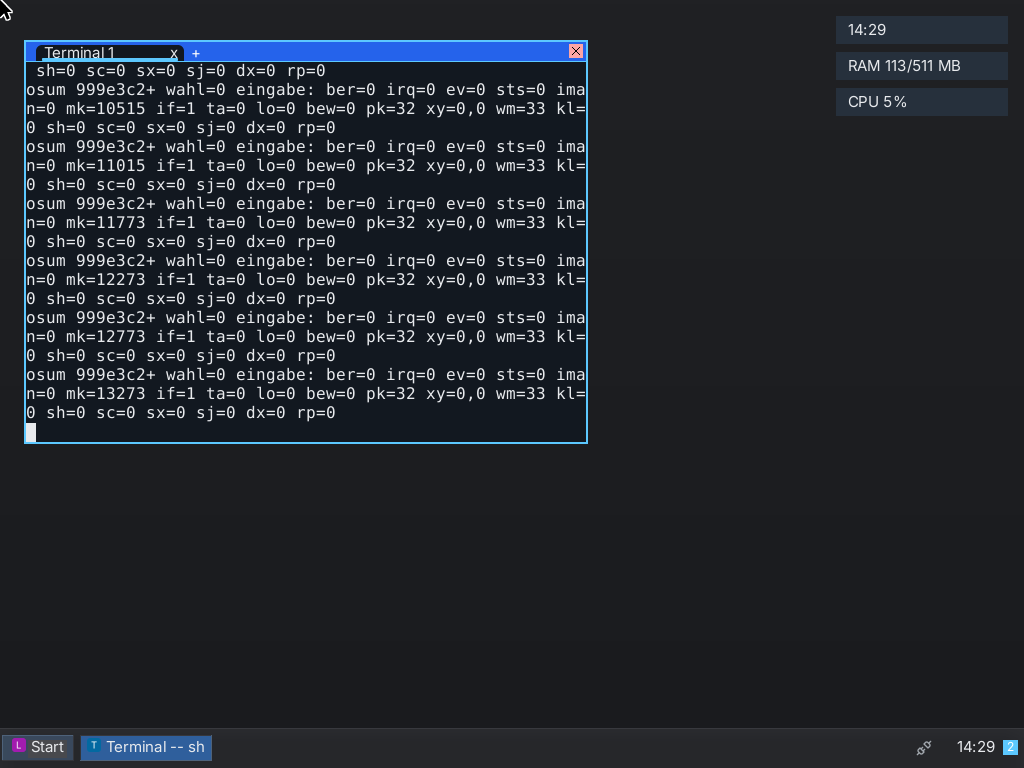 Terminal 1 x +
sh=0 sc=0 sx=0 sj=0 dx=0 rp=0
osum 999e3c2+ wahl=0 eingabe: ber=0 irq=0 ev=0 sts=0 ima
n=0 mk=10515 if=1 ta=0 lo=0 bew=0 pk=32 xy=0,0 wm=33 kl=
0 sh=0 sc=0 sx=0 sj=0 dx=0 rp=0
osum 999e3c2+ wahl=0 eingabe: ber=0 irq=0 ev=0 sts=0 ima
n=0 mk=11015 if=1 ta=0 lo=0 bew=0 pk=32 xy=0,0 wm=33 kl=
0 sh=0 sc=0 sx=0 sj=0 dx=0 rp=0
osum 999e3c2+ wahl=0 eingabe: ber=0 irq=0 ev=0 sts=0 ima
n=0 mk=11773 if=1 ta=0 lo=0 bew=0 pk=32 xy=0,0 wm=33 kl=
0 sh=0 sc=0 sx=0 sj=0 dx=0 rp=0
osum 999e3c2+ wahl=0 eingabe: ber=0 irq=0 ev=0 sts=0 ima
n=0 mk=12273 if=1 ta=0 lo=0 bew=0 pk=32 xy=0,0 wm=33 kl=
0 sh=0 sc=0 sx=0 sj=0 dx=0 rp=0
osum 999e3c2+ wahl=0 eingabe: ber=0 irq=0 ev=0 sts=0 ima
n=0 mk=12773 if=1 ta=0 lo=0 bew=0 pk=32 xy=0,0 wm=33 kl=
0 sh=0 sc=0 sx=0 sj=0 dx=0 rp=0
osum 999e3c2+ wahl=0 eingabe: ber=0 irq=0 ev=0 sts=0 ima
n=0 mk=13273 if=1 ta=0 lo=0 bew=0 pk=32 xy=0,0 wm=33 kl=
0 sh=0 sc=0 sx=0 sj=0 dx=0 rp=0
14:29
RAM 113/511 MB
CPU 5%
L Start
T Terminal -- sh
14:29 2